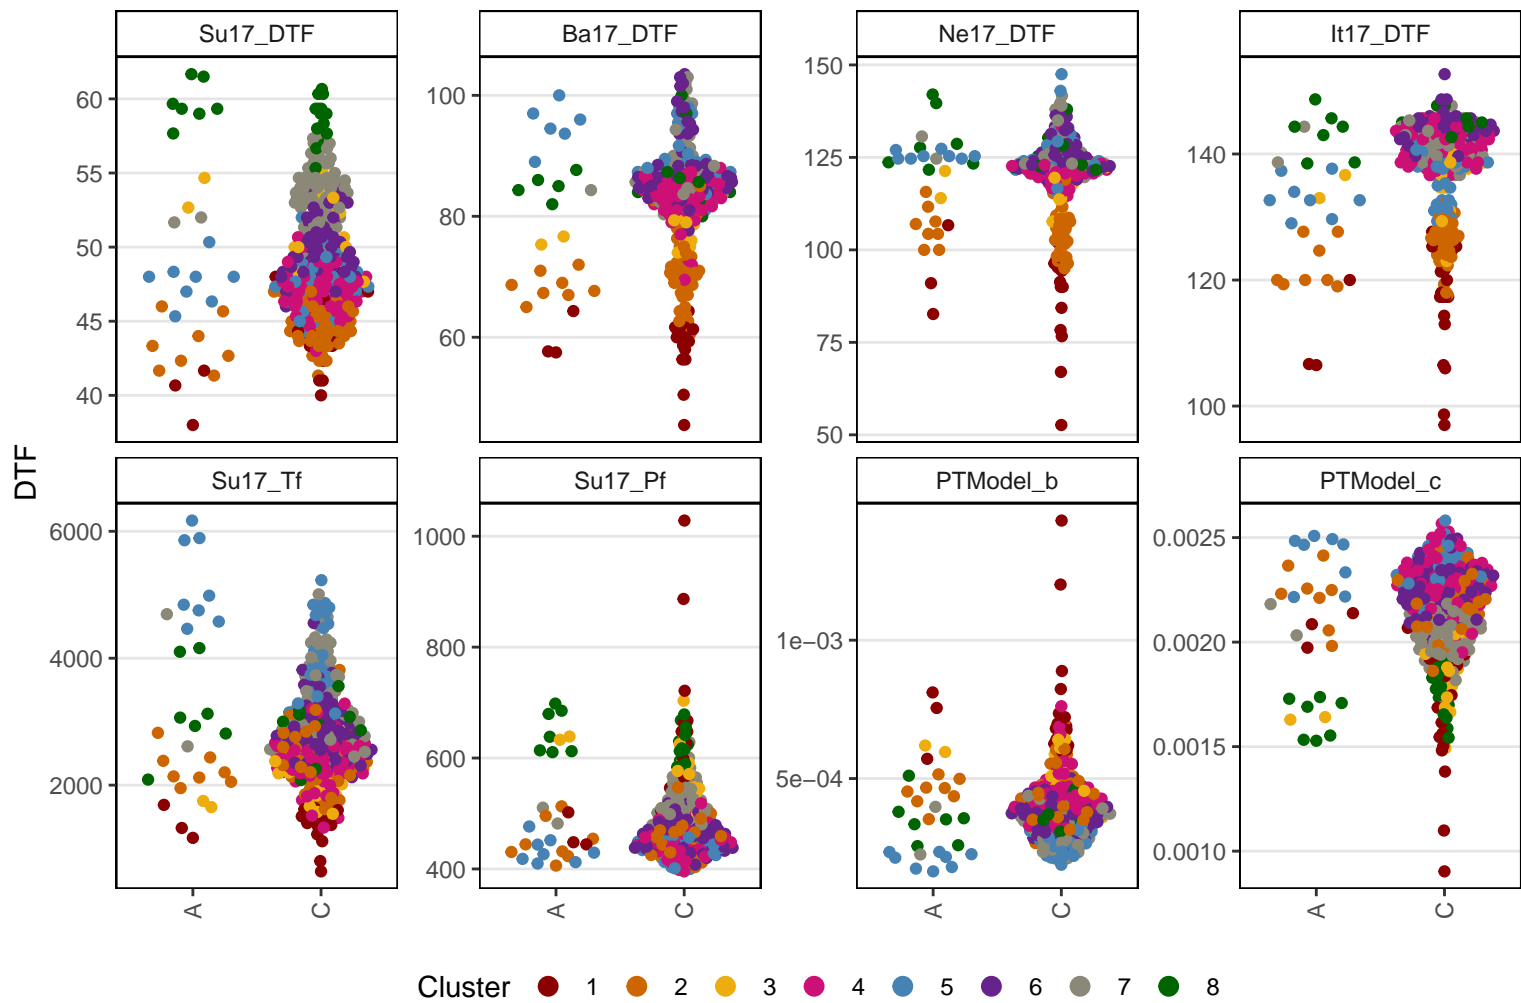 Su17_DTF
Ba17_DTF
Ne17_DTF
It17_DTF
60
55
50
45
40
100
80
60
150
125
100
75
50
140
120
100
DTF
Su17_Tf
Su17_Pf
PTModel_b
PTModel_c
6000
4000
2000
1000
800
600
400
1e−03
5e−04
0.0025
0.0020
0.0015
0.0010
A
C
A
C
A
C
A
C
Cluster 1 2 3 4 5 6 7 8